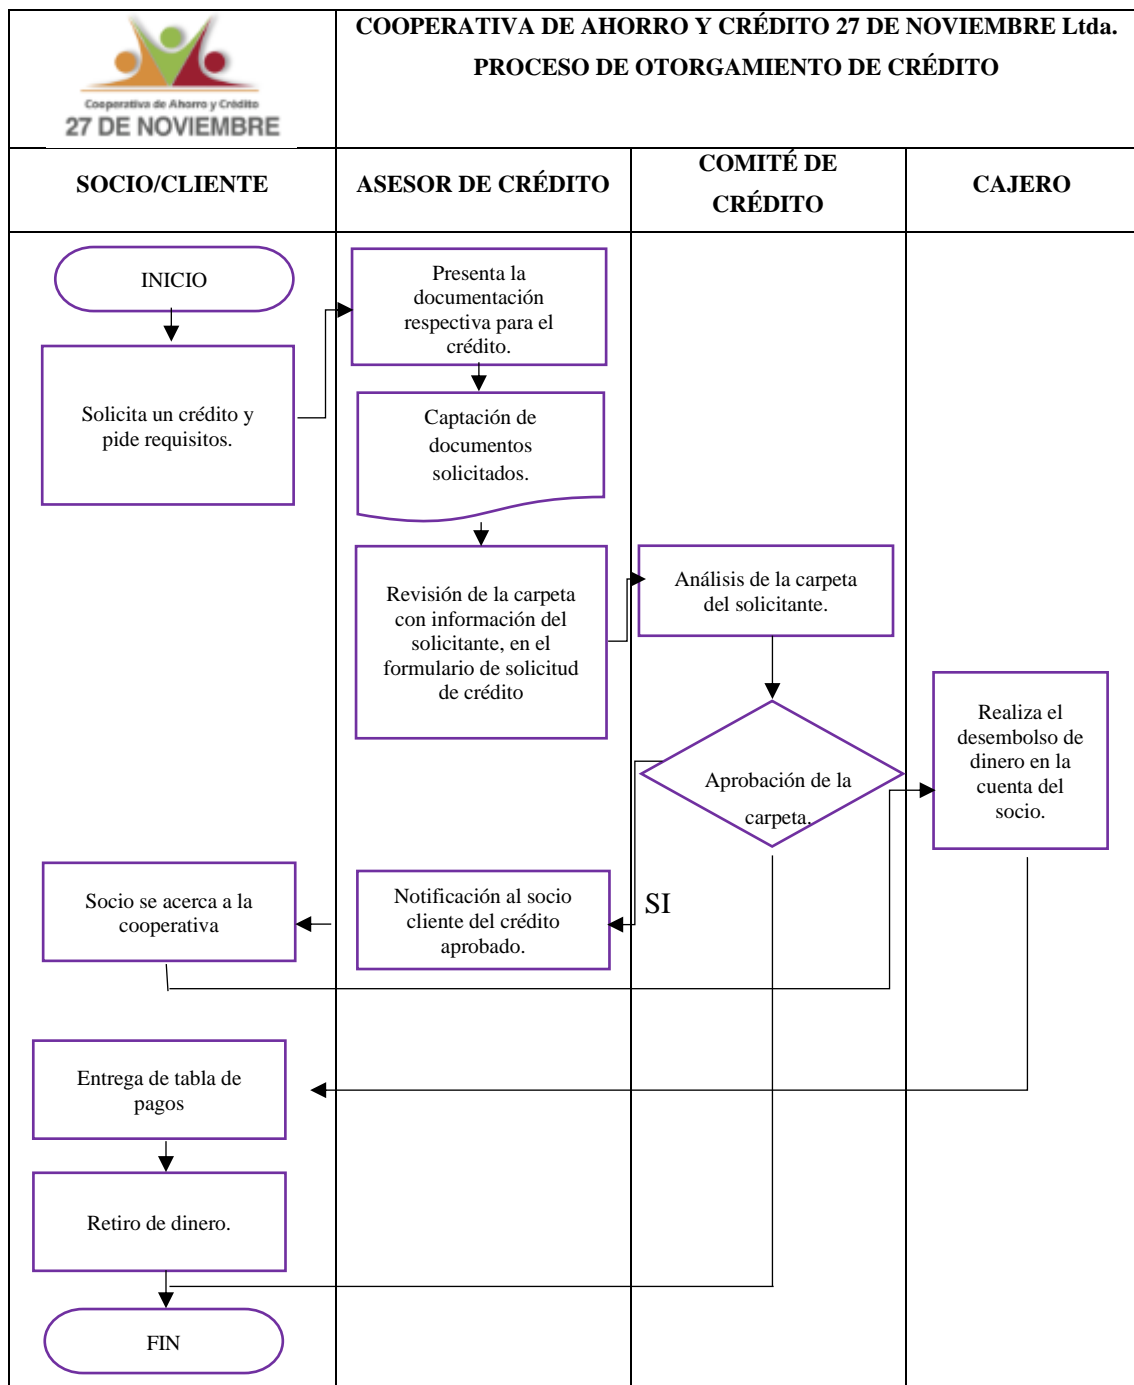 COOPERATIVA DE AHORRO Y CRÉDITO 27 DE NOVIEMBRE Ltda.
PROCESO DE OTORGAMIENTO DE CRÉDITO
Cooperativa de Ahorro y Crédito
27 DE NOVIEMBRE
SOCIO/CLIENTE
ASESOR DE CRÉDITO
COMITÉ DE
CRÉDITO
CAJERO
INICIO
Solicita un crédito y
pide requisitos.
Presenta la
documentación
respectiva para el
crédito.
Captación de
documentos
solicitados.
Revisión de la carpeta
con información del
solicitante, en el
formulario de solicitud
de crédito
Análisis de la carpeta
del solicitante.
Aprobación de la
carpeta.
SI
Notificación al socio
cliente del crédito
aprobado.
Socio se acerca a la
cooperativa
Realiza el
desembolso de
dinero en la
cuenta del
socio.
Entrega de tabla de
pagos
Retiro de dinero.
FIN